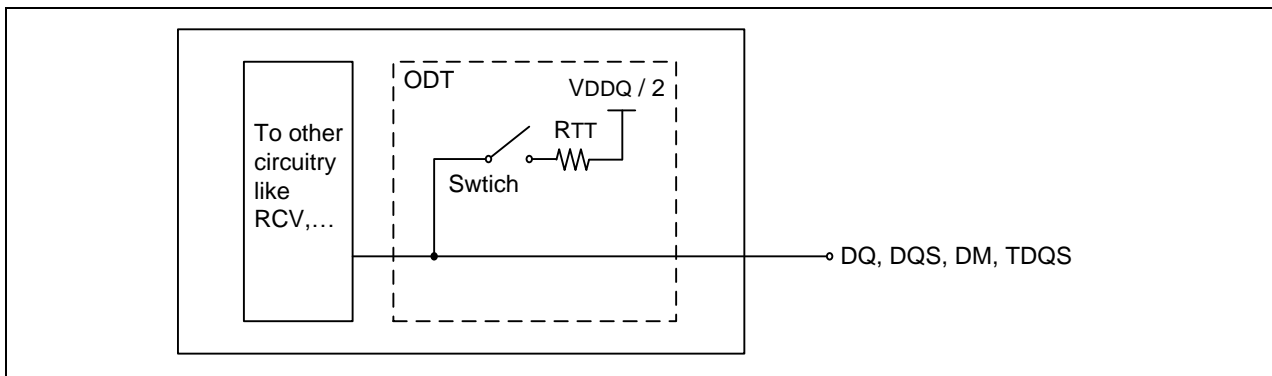 ODT
VDDQ / 2
RTT
Swtich
To other
circuitry
like
RCV,…
DQ, DQS, DM, TDQS